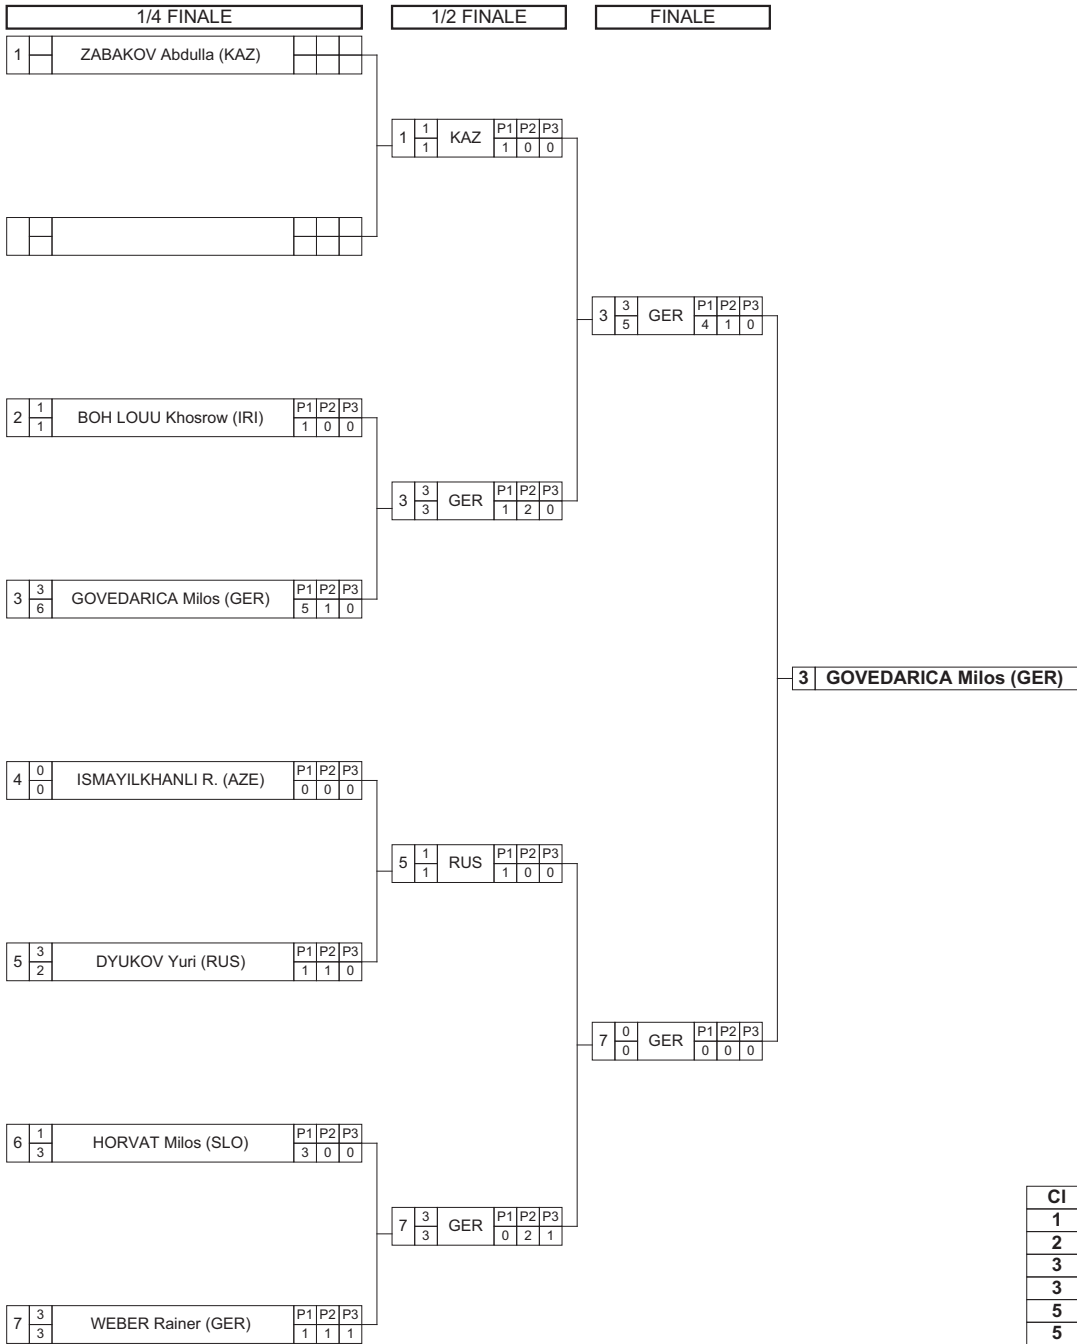 1/4 FINALE 1/2 FINALE FINALE
1 ZABAKOV Abdulla (KAZ)
1 1 KAZ P1 P2 P3
1 1 0 0
3 3 GER P1 P2 P3
5 4 1 0
2 1 BOH LOUU Khosrow (IRI) P1 P2 P3
1 1 0 0
3 3 GER P1 P2 P3
3 1 2 0
3 3 GOVEDARICA Milos (GER) P1 P2 P3
6 5 1 0
3 GOVEDARICA Milos (GER)
4 0 ISMAYILKHANLI R. (AZE) P1 P2 P3
0 0 0 0
5 1 RUS P1 P2 P3
1 1 0 0
5 3 DYUKOV Yuri (RUS) P1 P2 P3
2 1 1 0
7 0 GER P1 P2 P3
0 0 0 0
6 1 HORVAT Milos (SLO) P1 P2 P3
3 3 0 0
7 3 GER P1 P2 P3
3 0 2 1
7 3 WEBER Rainer (GER) P1 P2 P3
3 1 1 1
Cl
1
2
3
3
5
5